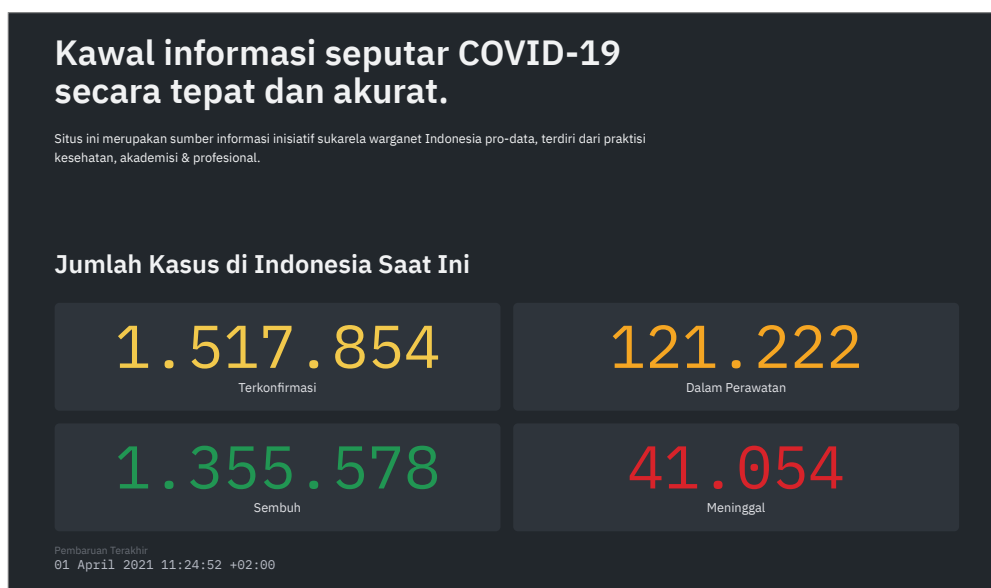 Kawal informasi seputar COVID-19
secara tepat dan akurat.
Situs ini merupakan sumber informasi inisiatif sukarela warganet Indonesia pro-data, terdiri dari praktisi
kesehatan, akademisi & profesional.
Jumlah Kasus di Indonesia Saat Ini
1.517.854
Terkonfirmasi
121.222
Dalam Perawatan
1.355.578
Sembuh
41.054
Meninggal
Pembaruan Terakhir
01 April 2021 11:24:52 +02:00